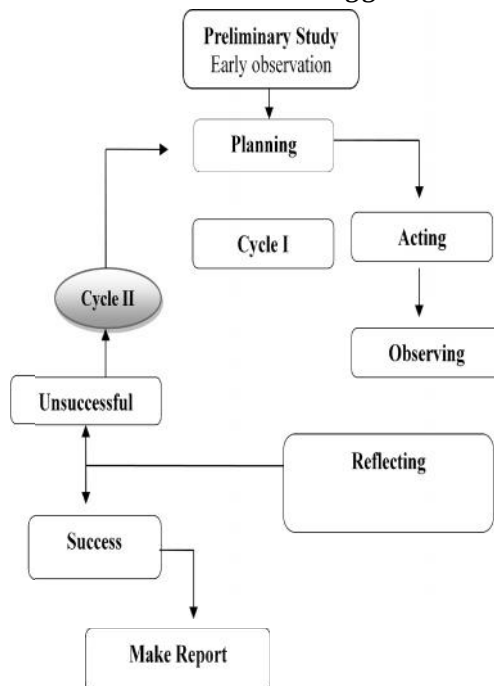 Preliminary Study
Early observation
Planning
Cycle I
Acting
Cycle II
Observing
Unsuccessful
Reflecting
Success
Make Report